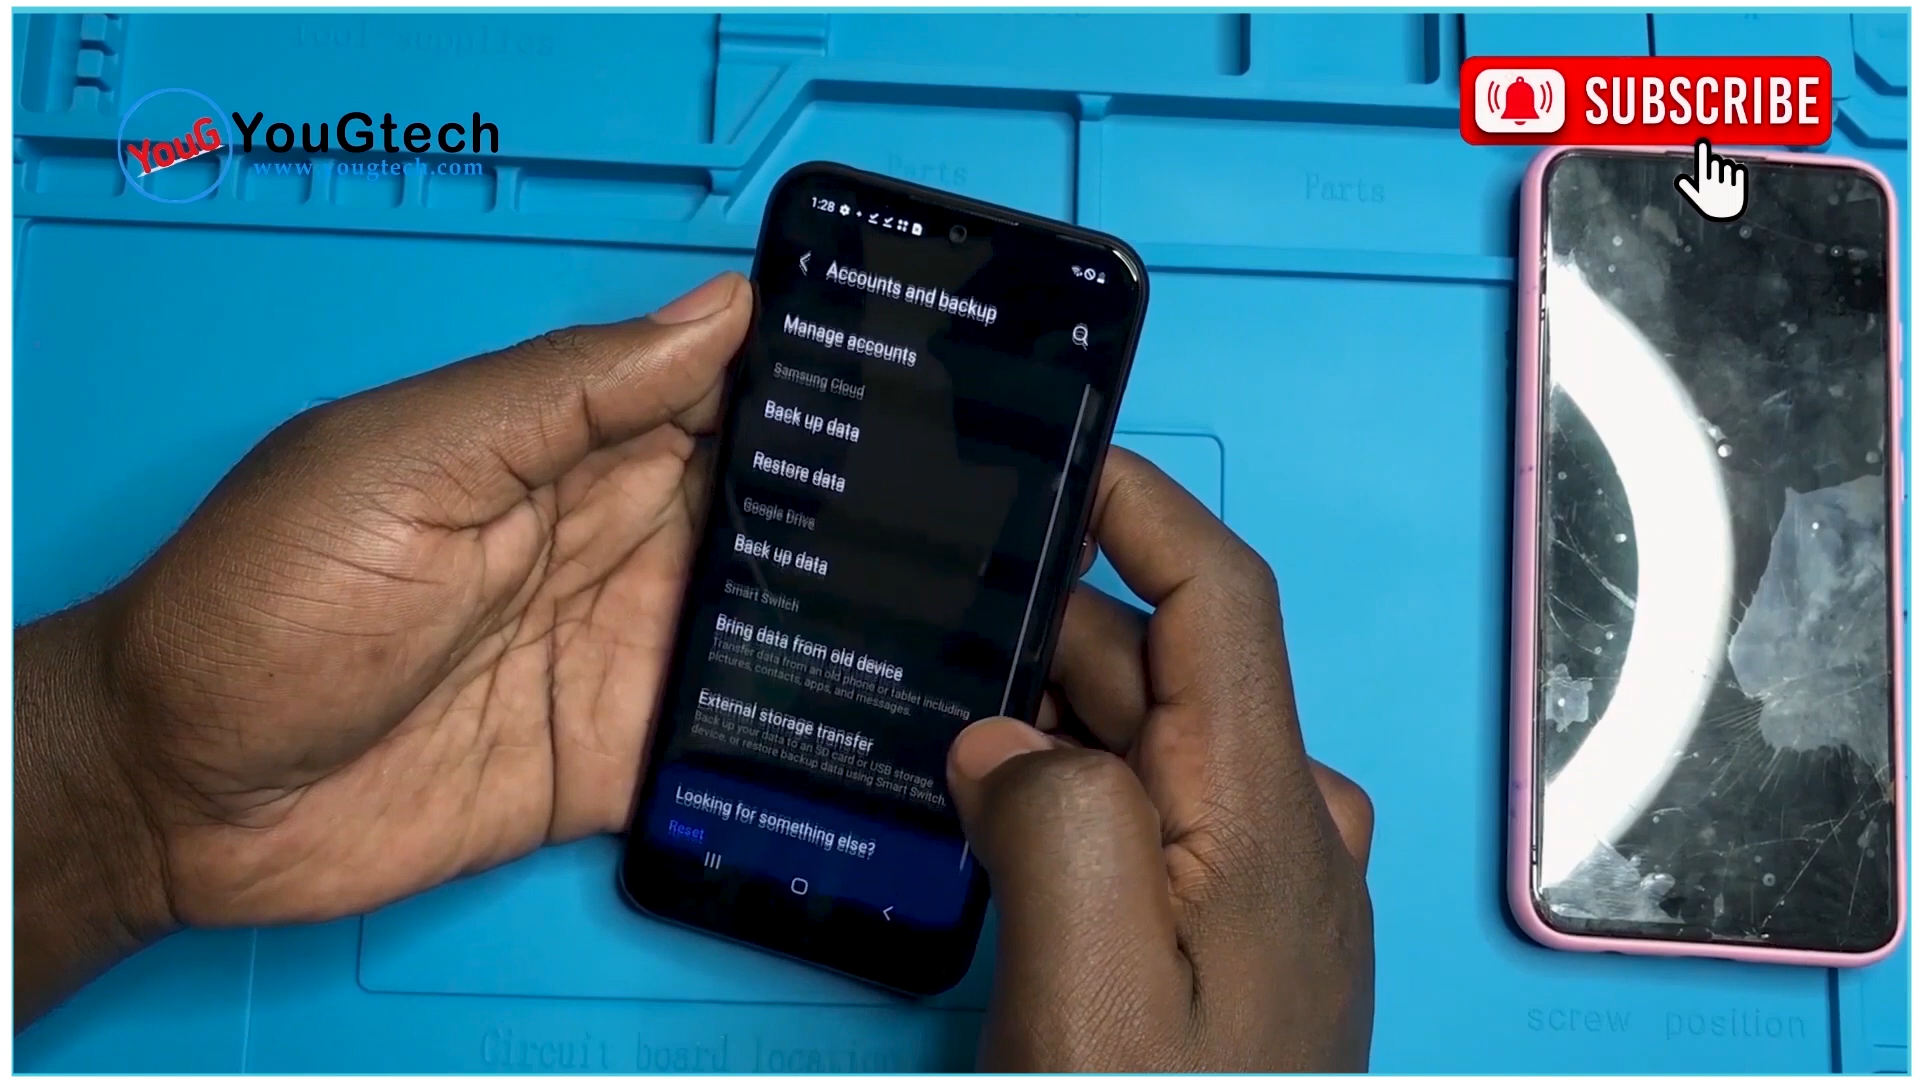 Tool supplies
YouG
YouGtech
www.yougtech.com
SUBSCRIBE
Parts
Parts
1:28
Accounts and backup
Manage accounts
Samsung Cloud
Back up data
Restore data
Google Drive
Back up data
Smart Switch
Bring data from old device
Transfer data from an old phone or tablet including
pictures, contacts, apps, and messages.
External storage transfer
Back up your data to an SD card or USB storage
device, or restore backup data using Smart Switch.
Looking for something else?
Reset
screw position
Circuit board location